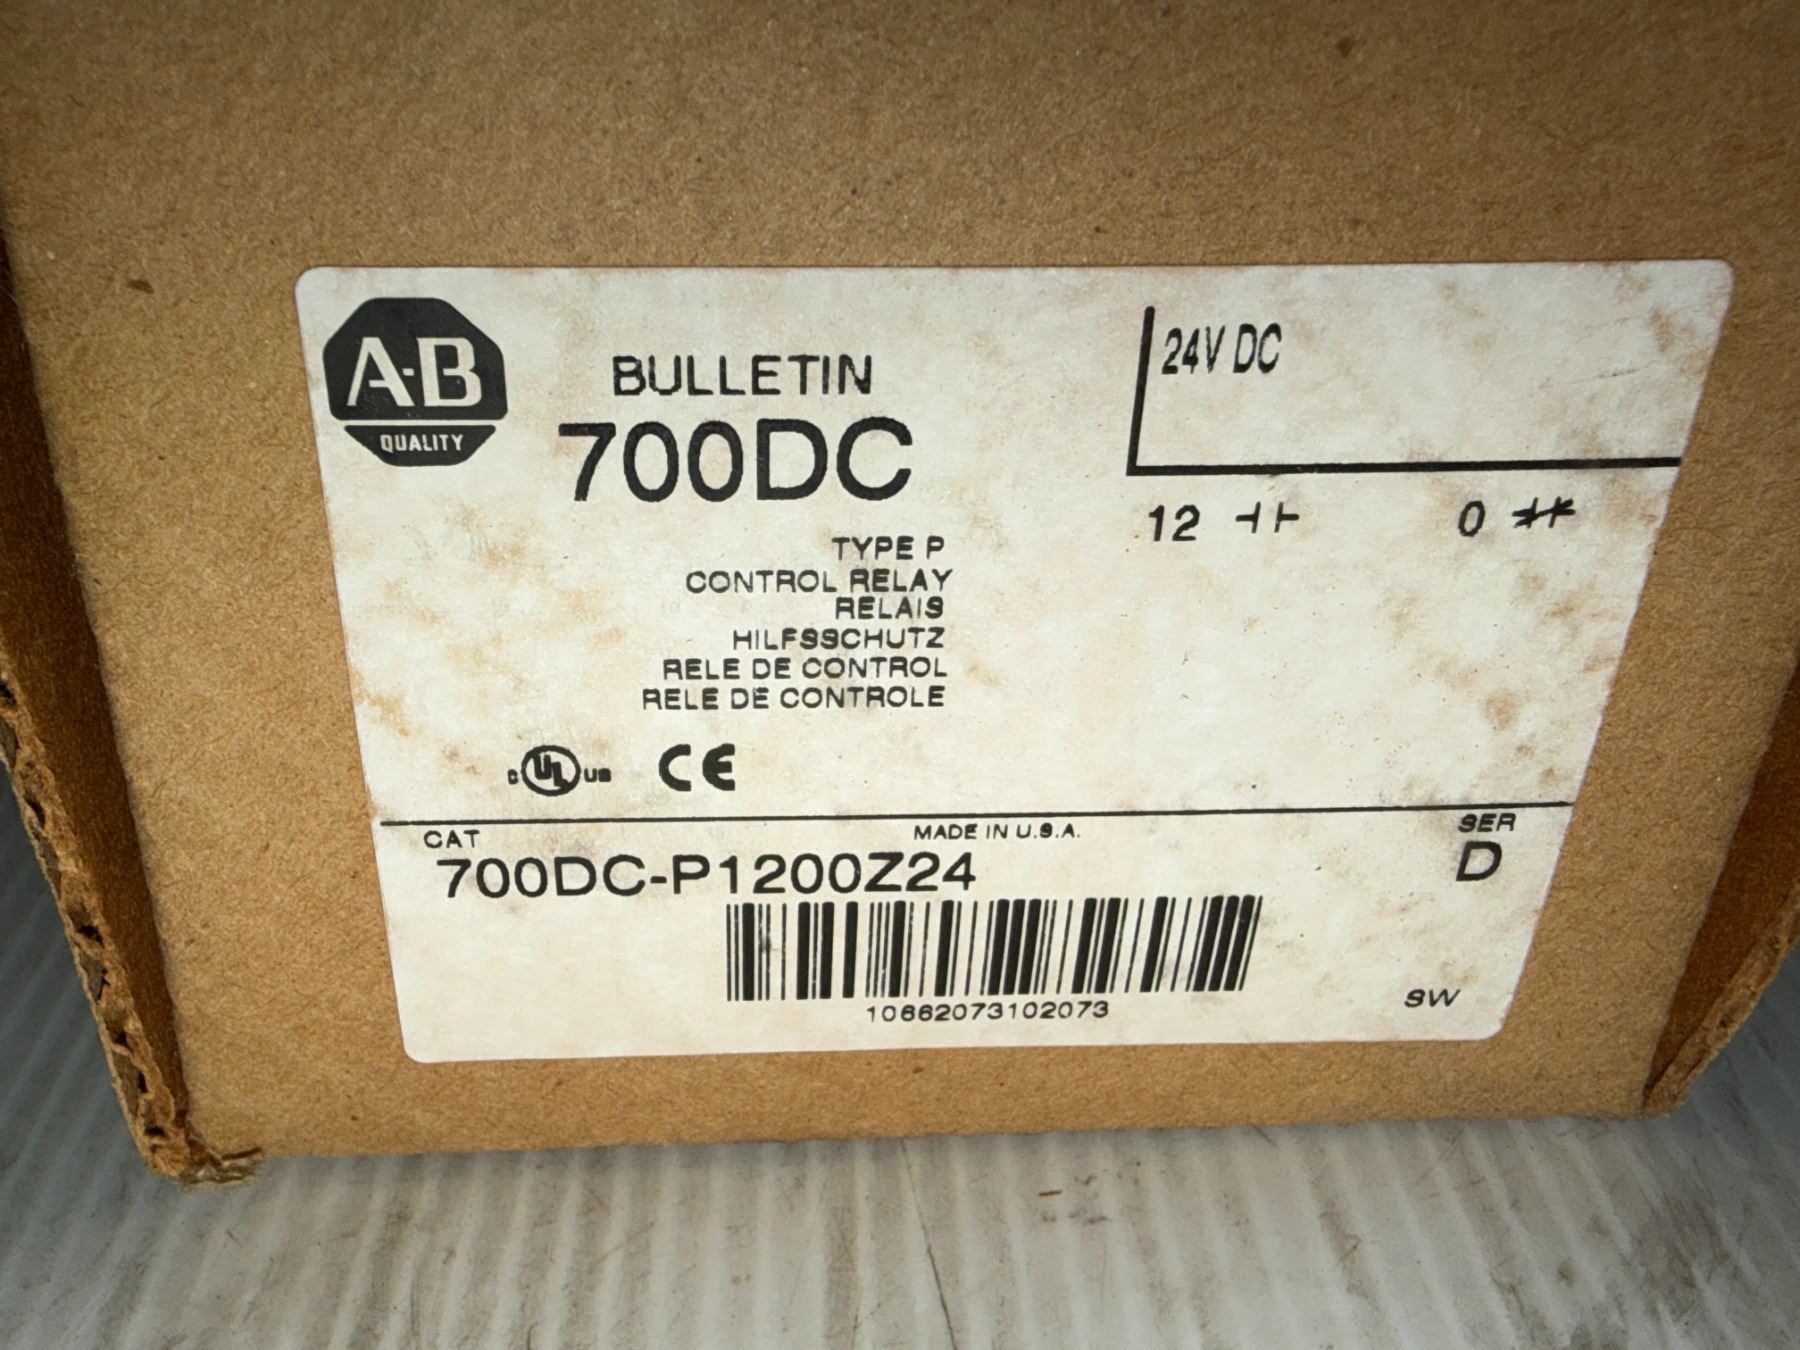 A-B
QUALITY
BULLETIN
700DC
TYPE P
CONTROL RELAY
RELAIS
HILFSSCHUTZ
RELE DE CONTROL
RELE DE CONTROLE
24V DC
12 0
C UL US CE
CAT MADE IN U.S.A. SER
700DC-P1200Z24 D
10662073102073
SW